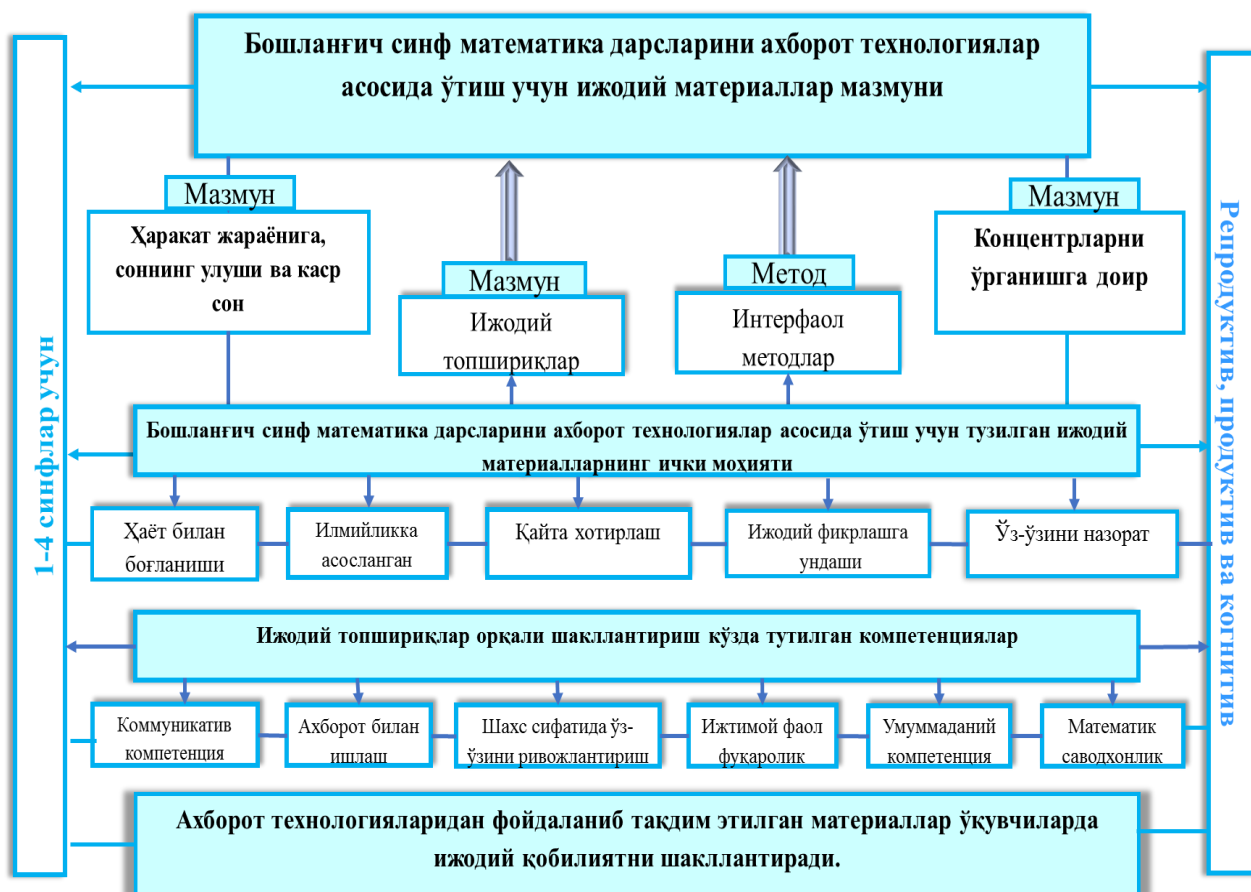 Бошланғич синф математика дарсларини ахборот технологиялар
асосида ўтиш учун ижодий материаллар мазмуни
Мазмун
Ҳаракат жараёнига,
соннинг улуши ва каср
сон
Мазмун
Ижодий
топшириқлар
Метод
Интерфаол
методлар
Мазмун
Концентрларни
ўрганишга доир
1-4 синфлар учун
Репродуктив, продуктив ва когнитив
Бошланғич синф математика дарсларини ахборот технологиялар асосида ўтиш учун тузилган ижодий
материалларнинг ички моҳияти
Ҳаёт билан
боғланиши
Илмийликка
асосланган
Қайта хотирлаш
Ижодий фикрлашга
ундаши
Ўз-ўзини назорат
Ижодий топшириқлар орқали шакллантириш кўзда тутилган компетенциялар
Коммуникатив
компетенция
Ахборот билан
ишлаш
Шахс сифатида ўз-
ўзини ривожлантириш
Ижтимой фаол
фуқаролик
Умуммаданий
компетенция
Математик
саводхонлик
Ахборот технологияларидан фойдаланиб тақдим этилган материаллар ўқувчиларда
ижодий қобилиятни шакллантиради.